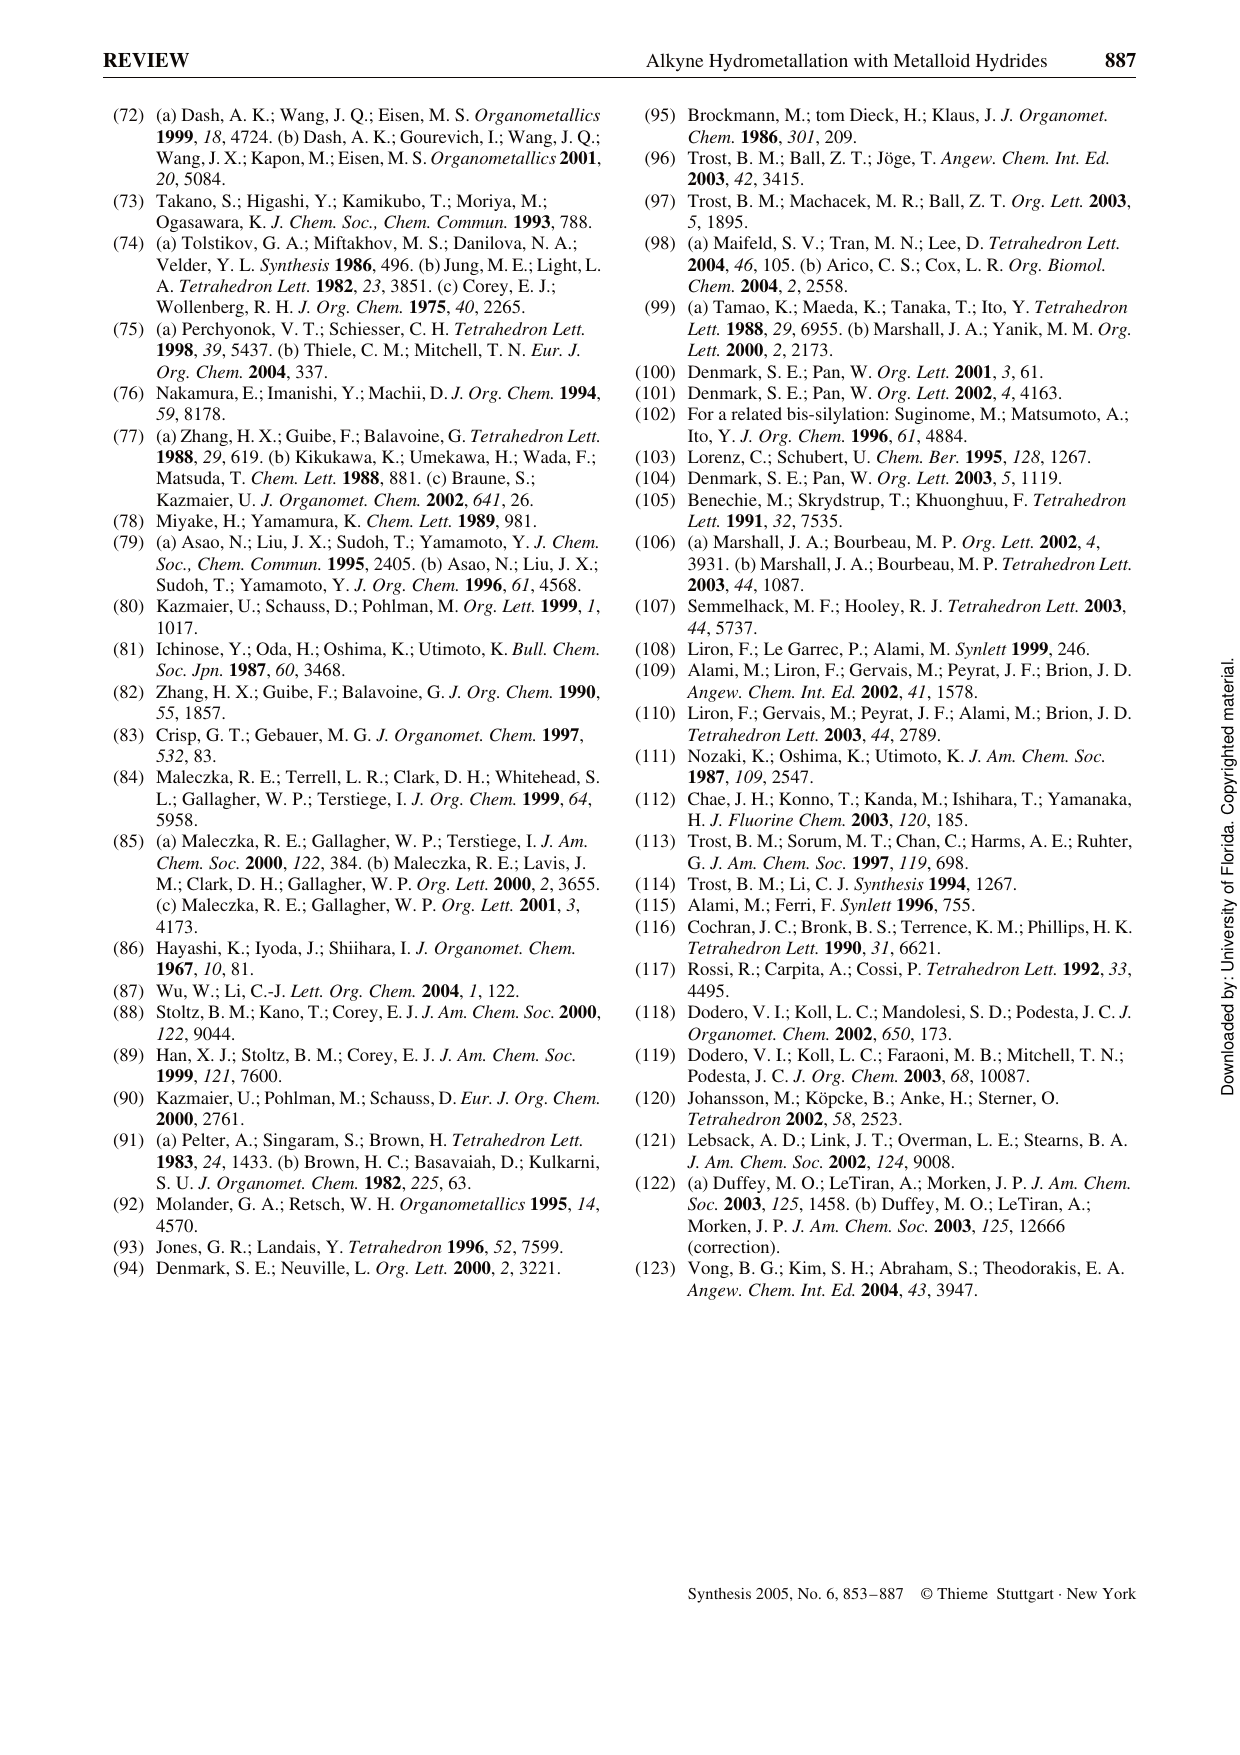 REVIEW
Alkyne Hydrometallation with Metalloid Hydrides 887
(72) (a) Dash, A. K.; Wang, J. Q.; Eisen, M. S. Organometallics
1999, 18, 4724. (b) Dash, A. K.; Gourevich, I.; Wang, J. Q.;
Wang, J. X.; Kapon, M.; Eisen, M. S. Organometallics 2001,
20, 5084.
(73) Takano, S.; Higashi, Y.; Kamikubo, T.; Moriya, M.;
Ogasawara, K. J. Chem. Soc., Chem. Commun. 1993, 788.
(74) (a) Tolstikov, G. A.; Miftakhov, M. S.; Danilova, N. A.;
Velder, Y. L. Synthesis 1986, 496. (b) Jung, M. E.; Light, L.
A. Tetrahedron Lett. 1982, 23, 3851. (c) Corey, E. J.;
Wollenberg, R. H. J. Org. Chem. 1975, 40, 2265.
(75) (a) Perchyonok, V. T.; Schiesser, C. H. Tetrahedron Lett.
1998, 39, 5437. (b) Thiele, C. M.; Mitchell, T. N. Eur. J.
Org. Chem. 2004, 337.
(76) Nakamura, E.; Imanishi, Y.; Machii, D. J. Org. Chem. 1994,
59, 8178.
(77) (a) Zhang, H. X.; Guibe, F.; Balavoine, G. Tetrahedron Lett.
1988, 29, 619. (b) Kikukawa, K.; Umekawa, H.; Wada, F.;
Matsuda, T. Chem. Lett. 1988, 881. (c) Braune, S.;
Kazmaier, U. J. Organomet. Chem. 2002, 641, 26.
(78) Miyake, H.; Yamamura, K. Chem. Lett. 1989, 981.
(79) (a) Asao, N.; Liu, J. X.; Sudoh, T.; Yamamoto, Y. J. Chem.
Soc., Chem. Commun. 1995, 2405. (b) Asao, N.; Liu, J. X.;
Sudoh, T.; Yamamoto, Y. J. Org. Chem. 1996, 61, 4568.
(80) Kazmaier, U.; Schauss, D.; Pohlman, M. Org. Lett. 1999, 1,
1017.
(81) Ichinose, Y.; Oda, H.; Oshima, K.; Utimoto, K. Bull. Chem.
Soc. Jpn. 1987, 60, 3468.
(82) Zhang, H. X.; Guibe, F.; Balavoine, G. J. Org. Chem. 1990,
55, 1857.
(83) Crisp, G. T.; Gebauer, M. G. J. Organomet. Chem. 1997,
532, 83.
(84) Maleczka, R. E.; Terrell, L. R.; Clark, D. H.; Whitehead, S.
L.; Gallagher, W. P.; Terstiege, I. J. Org. Chem. 1999, 64,
5958.
(85) (a) Maleczka, R. E.; Gallagher, W. P.; Terstiege, I. J. Am.
Chem. Soc. 2000, 122, 384. (b) Maleczka, R. E.; Lavis, J.
M.; Clark, D. H.; Gallagher, W. P. Org. Lett. 2000, 2, 3655.
(c) Maleczka, R. E.; Gallagher, W. P. Org. Lett. 2001, 3,
4173.
(86) Hayashi, K.; Iyoda, J.; Shiihara, I. J. Organomet. Chem.
1967, 10, 81.
(87) Wu, W.; Li, C.-J. Lett. Org. Chem. 2004, 1, 122.
(88) Stoltz, B. M.; Kano, T.; Corey, E. J. J. Am. Chem. Soc. 2000,
122, 9044.
(89) Han, X. J.; Stoltz, B. M.; Corey, E. J. J. Am. Chem. Soc.
1999, 121, 7600.
(90) Kazmaier, U.; Pohlman, M.; Schauss, D. Eur. J. Org. Chem.
2000, 2761.
(91) (a) Pelter, A.; Singaram, S.; Brown, H. Tetrahedron Lett.
1983, 24, 1433. (b) Brown, H. C.; Basavaiah, D.; Kulkarni,
S. U. J. Organomet. Chem. 1982, 225, 63.
(92) Molander, G. A.; Retsch, W. H. Organometallics 1995, 14,
4570.
(93) Jones, G. R.; Landais, Y. Tetrahedron 1996, 52, 7599.
(94) Denmark, S. E.; Neuville, L. Org. Lett. 2000, 2, 3221.
(95) Brockmann, M.; tom Dieck, H.; Klaus, J. J. Organomet.
Chem. 1986, 301, 209.
(96) Trost, B. M.; Ball, Z. T.; Jöge, T. Angew. Chem. Int. Ed.
2003, 42, 3415.
(97) Trost, B. M.; Machacek, M. R.; Ball, Z. T. Org. Lett. 2003,
5, 1895.
(98) (a) Maifeld, S. V.; Tran, M. N.; Lee, D. Tetrahedron Lett.
2004, 46, 105. (b) Arico, C. S.; Cox, L. R. Org. Biomol.
Chem. 2004, 2, 2558.
(99) (a) Tamao, K.; Maeda, K.; Tanaka, T.; Ito, Y. Tetrahedron
Lett. 1988, 29, 6955. (b) Marshall, J. A.; Yanik, M. M. Org.
Lett. 2000, 2, 2173.
(100) Denmark, S. E.; Pan, W. Org. Lett. 2001, 3, 61.
(101) Denmark, S. E.; Pan, W. Org. Lett. 2002, 4, 4163.
(102) For a related bis-silylation: Suginome, M.; Matsumoto, A.;
Ito, Y. J. Org. Chem. 1996, 61, 4884.
(103) Lorenz, C.; Schubert, U. Chem. Ber. 1995, 128, 1267.
(104) Denmark, S. E.; Pan, W. Org. Lett. 2003, 5, 1119.
(105) Benechie, M.; Skrydstrup, T.; Khuonghuu, F. Tetrahedron
Lett. 1991, 32, 7535.
(106) (a) Marshall, J. A.; Bourbeau, M. P. Org. Lett. 2002, 4,
3931. (b) Marshall, J. A.; Bourbeau, M. P. Tetrahedron Lett.
2003, 44, 1087.
(107) Semmelhack, M. F.; Hooley, R. J. Tetrahedron Lett. 2003,
44, 5737.
(108) Liron, F.; Le Garrec, P.; Alami, M. Synlett 1999, 246.
(109) Alami, M.; Liron, F.; Gervais, M.; Peyrat, J. F.; Brion, J. D.
Angew. Chem. Int. Ed. 2002, 41, 1578.
(110) Liron, F.; Gervais, M.; Peyrat, J. F.; Alami, M.; Brion, J. D.
Tetrahedron Lett. 2003, 44, 2789.
(111) Nozaki, K.; Oshima, K.; Utimoto, K. J. Am. Chem. Soc.
1987, 109, 2547.
(112) Chae, J. H.; Konno, T.; Kanda, M.; Ishihara, T.; Yamanaka,
H. J. Fluorine Chem. 2003, 120, 185.
(113) Trost, B. M.; Sorum, M. T.; Chan, C.; Harms, A. E.; Ruhter,
G. J. Am. Chem. Soc. 1997, 119, 698.
(114) Trost, B. M.; Li, C. J. Synthesis 1994, 1267.
(115) Alami, M.; Ferri, F. Synlett 1996, 755.
(116) Cochran, J. C.; Bronk, B. S.; Terrence, K. M.; Phillips, H. K.
Tetrahedron Lett. 1990, 31, 6621.
(117) Rossi, R.; Carpita, A.; Cossi, P. Tetrahedron Lett. 1992, 33,
4495.
(118) Dodero, V. I.; Koll, L. C.; Mandolesi, S. D.; Podesta, J. C. J.
Organomet. Chem. 2002, 650, 173.
(119) Dodero, V. I.; Koll, L. C.; Faraoni, M. B.; Mitchell, T. N.;
Podesta, J. C. J. Org. Chem. 2003, 68, 10087.
(120) Johansson, M.; Köpcke, B.; Anke, H.; Sterner, O.
Tetrahedron 2002, 58, 2523.
(121) Lebsack, A. D.; Link, J. T.; Overman, L. E.; Stearns, B. A.
J. Am. Chem. Soc. 2002, 124, 9008.
(122) (a) Duffey, M. O.; LeTiran, A.; Morken, J. P. J. Am. Chem.
Soc. 2003, 125, 1458. (b) Duffey, M. O.; LeTiran, A.;
Morken, J. P. J. Am. Chem. Soc. 2003, 125, 12666
(correction).
(123) Vong, B. G.; Kim, S. H.; Abraham, S.; Theodorakis, E. A.
Angew. Chem. Int. Ed. 2004, 43, 3947.
Downloaded by: University of Florida. Copyrighted material.
Synthesis 2005, No. 6, 853–887 © Thieme Stuttgart · New York